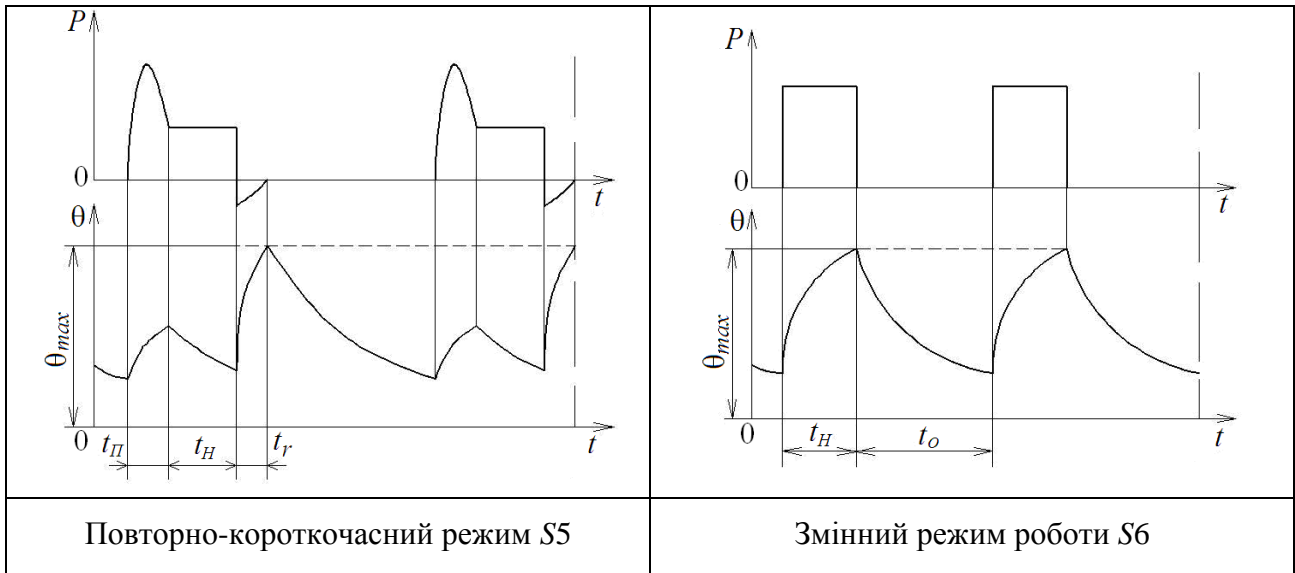 P
0
t
θ
θmax
0
tП
tН
tr
t
P
0
t
θ
θmax
0
tН
tо
t
Повторно-короткочасний режим S5
Змінний режим роботи S6